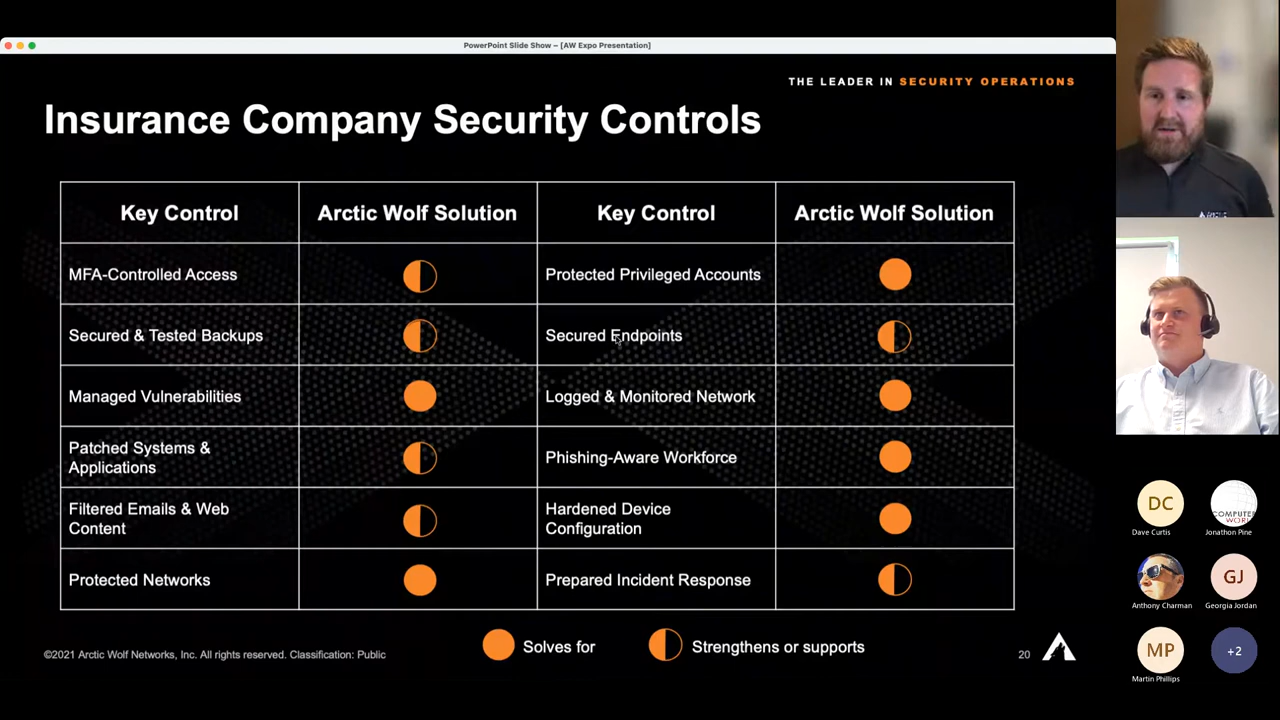 PowerPoint Slide Show – [AW Expo Presentation]
THE LEADER IN SECURITY OPERATIONS
Insurance Company Security Controls
Key Control
Arctic Wolf Solution
Key Control
Arctic Wolf Solution
MFA-Controlled Access
Protected Privileged Accounts
Secured & Tested Backups
Secured Endpoints
Managed Vulnerabilities
Logged & Monitored Network
Patched Systems &
Applications
Phishing-Aware Workforce
Filtered Emails & Web
Content
Hardened Device
Configuration
Protected Networks
Prepared Incident Response
Solves for
Strengthens or supports
©2021 Arctic Wolf Networks, Inc. All rights reserved. Classification: Public
20
DC
Dave Curtis
COMPUTER
WORLD
Jonathon Pine
Anthony Charman
GJ
Georgia Jordan
MP
Martin Phillips
+2